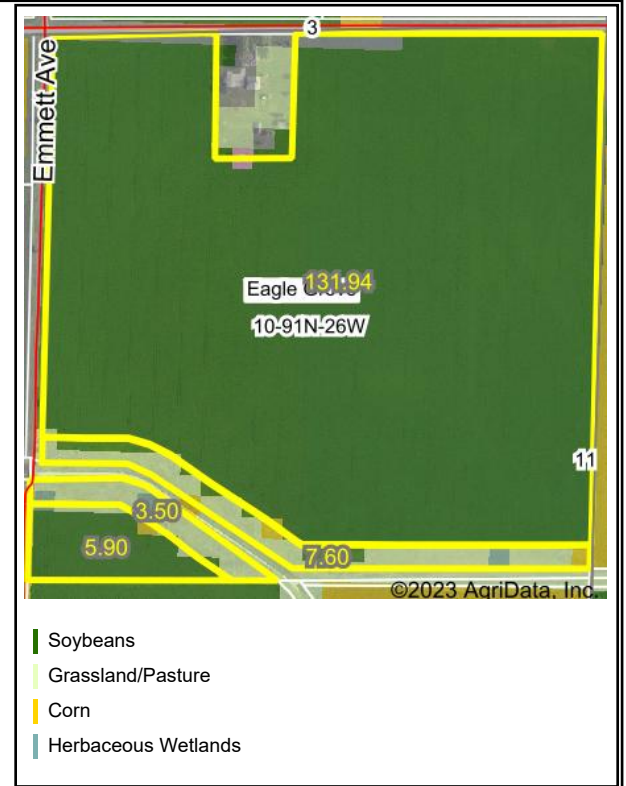 3
Emmett Ave
131.94
Eagle
10-91N-26W
11
3.50
5.90
7.60
©2023 AgriData, Inc.
Soybeans
Grassland/Pasture
Corn
Herbaceous Wetlands